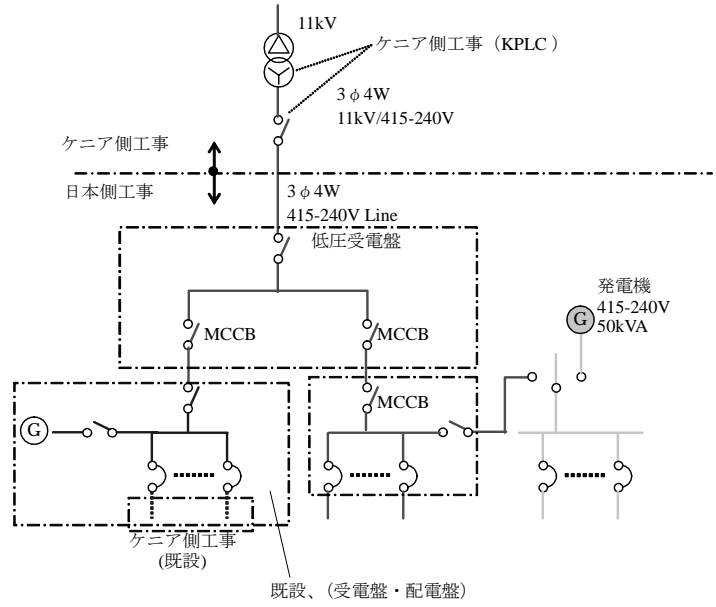 11kV
ケニア側工事（KPLC）
3φ4W
11kV/415-240V
ケニア側工事
日本側工事
3φ4W
415-240V Line
低圧受電盤
発電機
415-240V
50kVA
G
MCCB
MCCB
MCCB
G
ケニア側工事
(既設)
既設、（受電盤・配電盤）